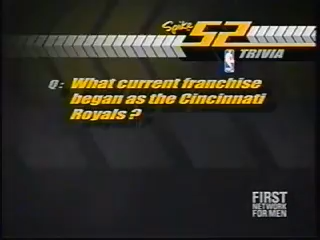 Spike 52
TRIVIA
Q: What current franchise
began as the Cincinnati
Royals ?
FIRST
NETWORK
FOR MEN